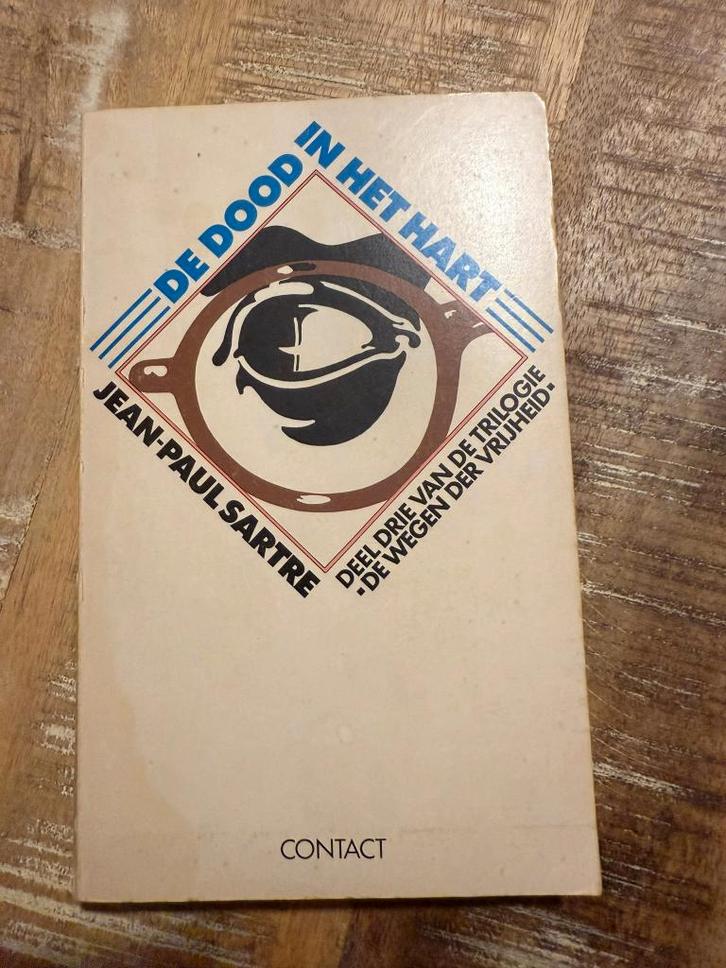 DE DOOD
IN HET HART
JEAN-PAUL SARTRE
DEEL DRIE VAN DE TRILOGIE
•DE WEGEN DER VRIJHEID•
CONTACT